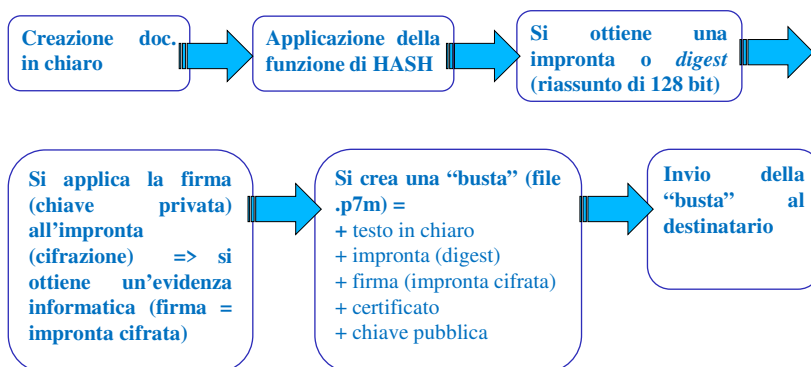 Creazione doc.
in chiaro
Applicazione della
funzione di HASH
Si ottiene una
impronta o digest
(riassunto di 128 bit)
Si applica la firma
(chiave privata)
all’impronta
(cifrazione) => si
ottiene un’evidenza
informatica (firma =
impronta cifrata)
Si crea una “busta” (file
.p7m) =
+ testo in chiaro
+ impronta (digest)
+ firma (impronta cifrata)
+ certificato
+ chiave pubblica
Invio della
“busta” al
destinatario